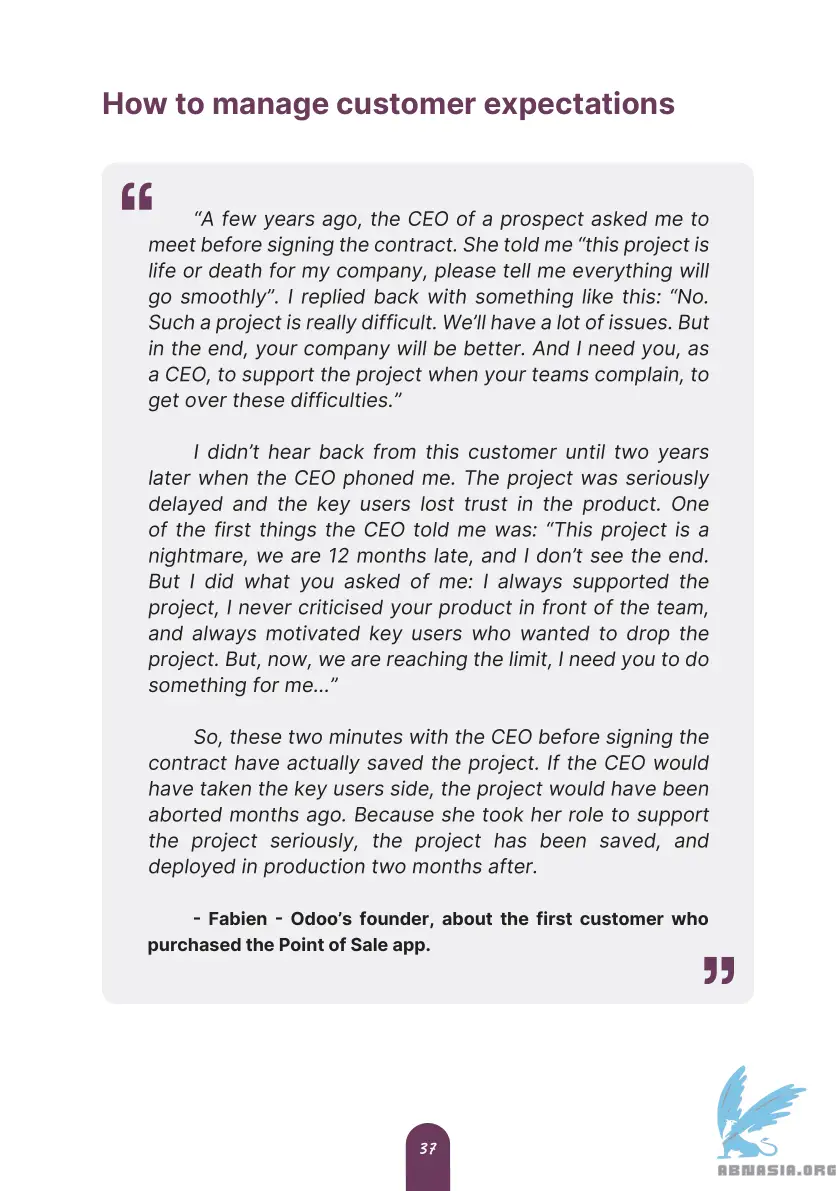 How to manage customer expectations
“A few years ago, the CEO of a prospect asked me to
meet before signing the contract. She told me “this project is
life or death for my company, please tell me everything will
go smoothly”. I replied back with something like this: “No.
Such a project is really difficult. We’ll have a lot of issues. But
in the end, your company will be better. And I need you, as
a CEO, to support the project when your teams complain, to
get over these difficulties.”
I didn’t hear back from this customer until two years
later when the CEO phoned me. The project was seriously
delayed and the key users lost trust in the product. One
of the first things the CEO told me was: “This project is a
nightmare, we are 12 months late, and I don’t see the end.
But I did what you asked of me: I always supported the
project, I never criticised your product in front of the team,
and always motivated key users who wanted to drop the
project. But, now, we are reaching the limit, I need you to do
something for me...”
So, these two minutes with the CEO before signing the
contract have actually saved the project. If the CEO would
have taken the key users side, the project would have been
aborted months ago. Because she took her role to support
the project seriously, the project has been saved, and
deployed in production two months after.
- Fabien - Odoo’s founder, about the first customer who
purchased the Point of Sale app.
37
ABNASIA.ORG